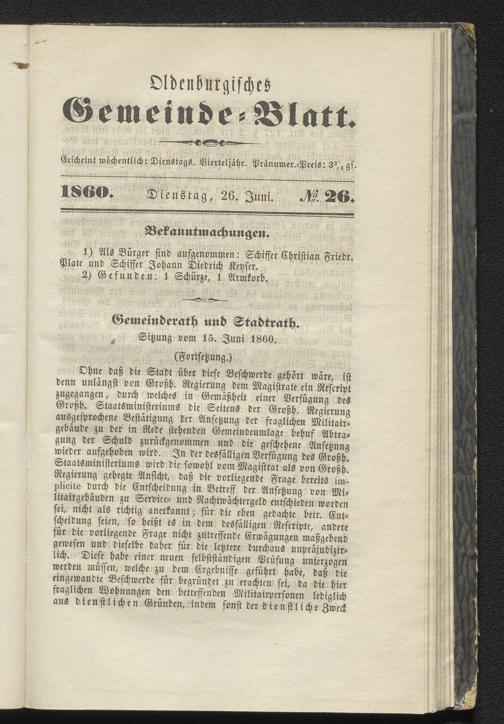 Oldenburgisches
Gemeinde-Blatt.
Erscheint wöchentlich: Dienstags. Vierteljähr. Pränumer.-Preis: 3¾ gs.
1860. Dienstag, 26. Juni. № 26.
Bekanntmachungen.
1) Als Bürger sind aufgenommen: Schiffer Christian Friedr.
Plate und Schiffer Johann Diedrich Keyser.
2) Gefunden: 1 Schürze, 1 Armkorb.
Gemeinderath und Stadtrath.
Sitzung vom 15. Juni 1860.
(Fortsetzung.)
Ohne daß die Stadt über diese Beschwerde gehört wäre, ist
denn unlängst von Großh. Regierung dem Magistrate ein Rescript
zugegangen, durch welches in Gemäßheit einer Verfügung des
Großh. Staatsministeriums die Seitens der Großh. Regierung
ausgesprochene Bestätigung der Ansetzung der fraglichen Militair-
gebäude zu der in Rede stehenden Gemeindeumlage behuf Abtra-
gung der Schuld zurückgenommen und die geschehene Ansetzung
wieder aufgehoben wird. In der desfälligen Verfügung des Großh.
Staatsministeriums wird die sowohl vom Magistrat als von Großh.
Regierung gehegte Ansicht, daß die vorliegende Frage bereits im-
plicite durch die Entscheidung in Betreff der Ansetzung von Mi-
litairgebäuden zu Service- und Nachtwächtergeld entschieden worden
sei, nicht als richtig anerkannt; für die eben gedachte betr. Ent-
scheidung seien, so heißt es in dem desfälligen Rescripte, andere
für die vorliegende Frage nicht zutreffende Erwägungen maßgebend
gewesen und dieselbe daher für die letztere durchaus unpräjudizir-
lich. Diese habe einer neuen selbstständigen Prüfung unterzogen
werden müssen, welche zu dem Ergebnisse geführt habe, daß die
eingewandte Beschwerde für begründet zu erachten sei, da die hier
fraglichen Wohnungen den betreffenden Militairpersonen lediglich
aus dienstlichen Gründen, indem sonst der dienstliche Zweck